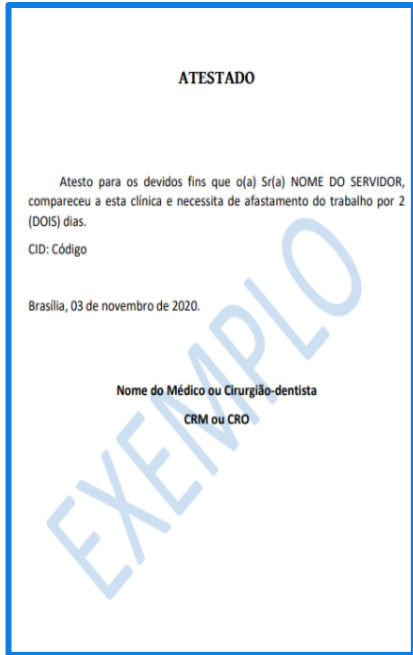 ATESTADO
Atesto para os devidos fins que o(a) Sr(a) NOME DO SERVIDOR,
compareceu a esta clínica e necessita de afastamento do trabalho por 2
(DOIS) dias.
CID: Código
Brasília, 03 de novembro de 2020.
Nome do Médico ou Cirurgião-dentista
CRM ou CRO
EXEMPLO